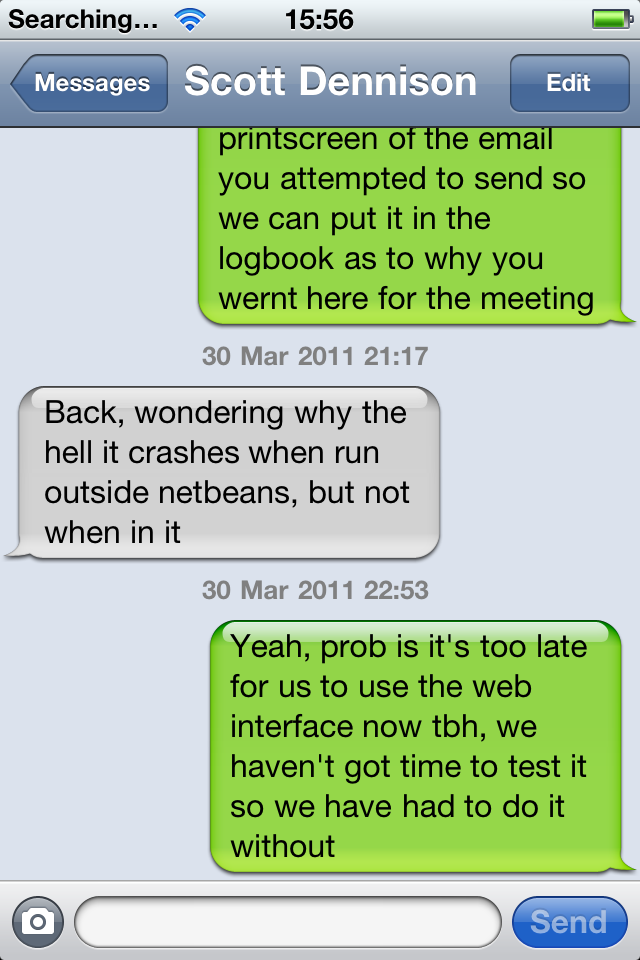 Searching... 15:56
Messages Scott Dennison Edit
printscreen of the email
you attempted to send so
we can put it in the
logbook as to why you
wernt here for the meeting
30 Mar 2011 21:17
Back, wondering why the
hell it crashes when run
outside netbeans, but not
when in it
30 Mar 2011 22:53
Yeah, prob is it's too late
for us to use the web
interface now tbh, we
haven't got time to test it
so we have had to do it
without
Send